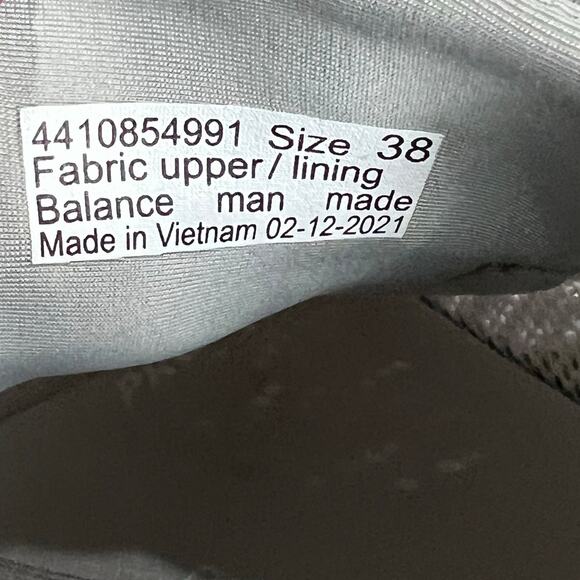 4410854991 Size 38
Fabric upper / lining
Balance man made
Made in Vietnam 02-12-2021